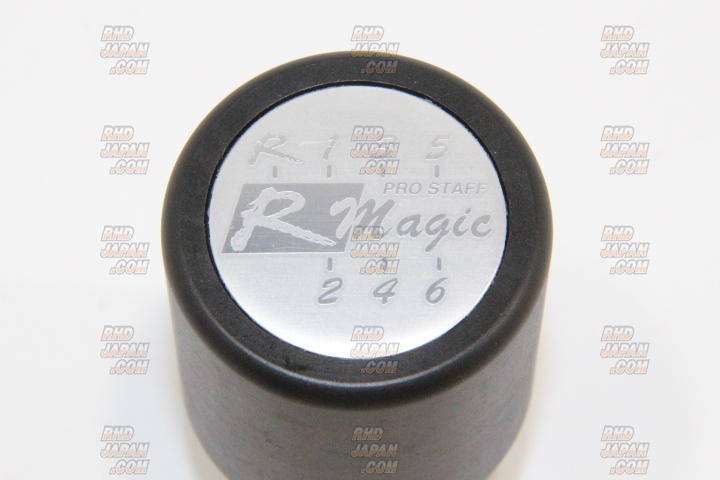 RHD JAPAN .COM
R 1 3 5
PRO STAFF
R Magic
2 4 6